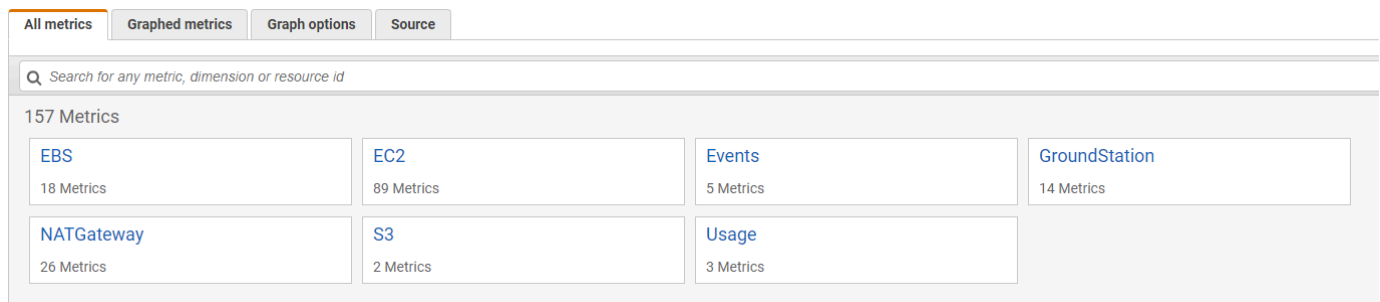 All metrics Graphed metrics Graph options Source
Search for any metric, dimension or resource id
157 Metrics
EBS EC2 Events GroundStation
18 Metrics 89 Metrics 5 Metrics 14 Metrics
NATGateway S3 Usage
26 Metrics 2 Metrics 3 Metrics